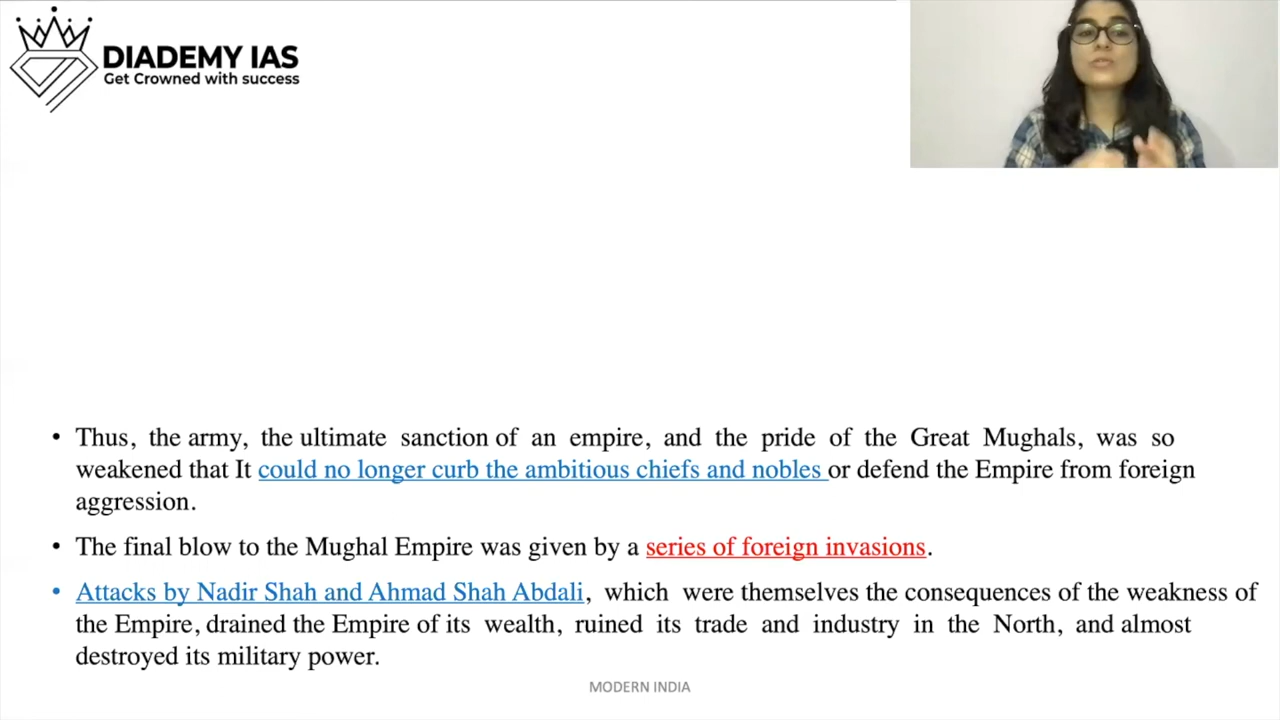 DIADEMY IAS
Get Crowned with success
• Thus, the army, the ultimate sanction of an empire, and the pride of the Great Mughals, was so
weakened that It could no longer curb the ambitious chiefs and nobles or defend the Empire from foreign
aggression.
• The final blow to the Mughal Empire was given by a series of foreign invasions.
• Attacks by Nadir Shah and Ahmad Shah Abdali, which were themselves the consequences of the weakness of
the Empire, drained the Empire of its wealth, ruined its trade and industry in the North, and almost
destroyed its military power.
MODERN INDIA